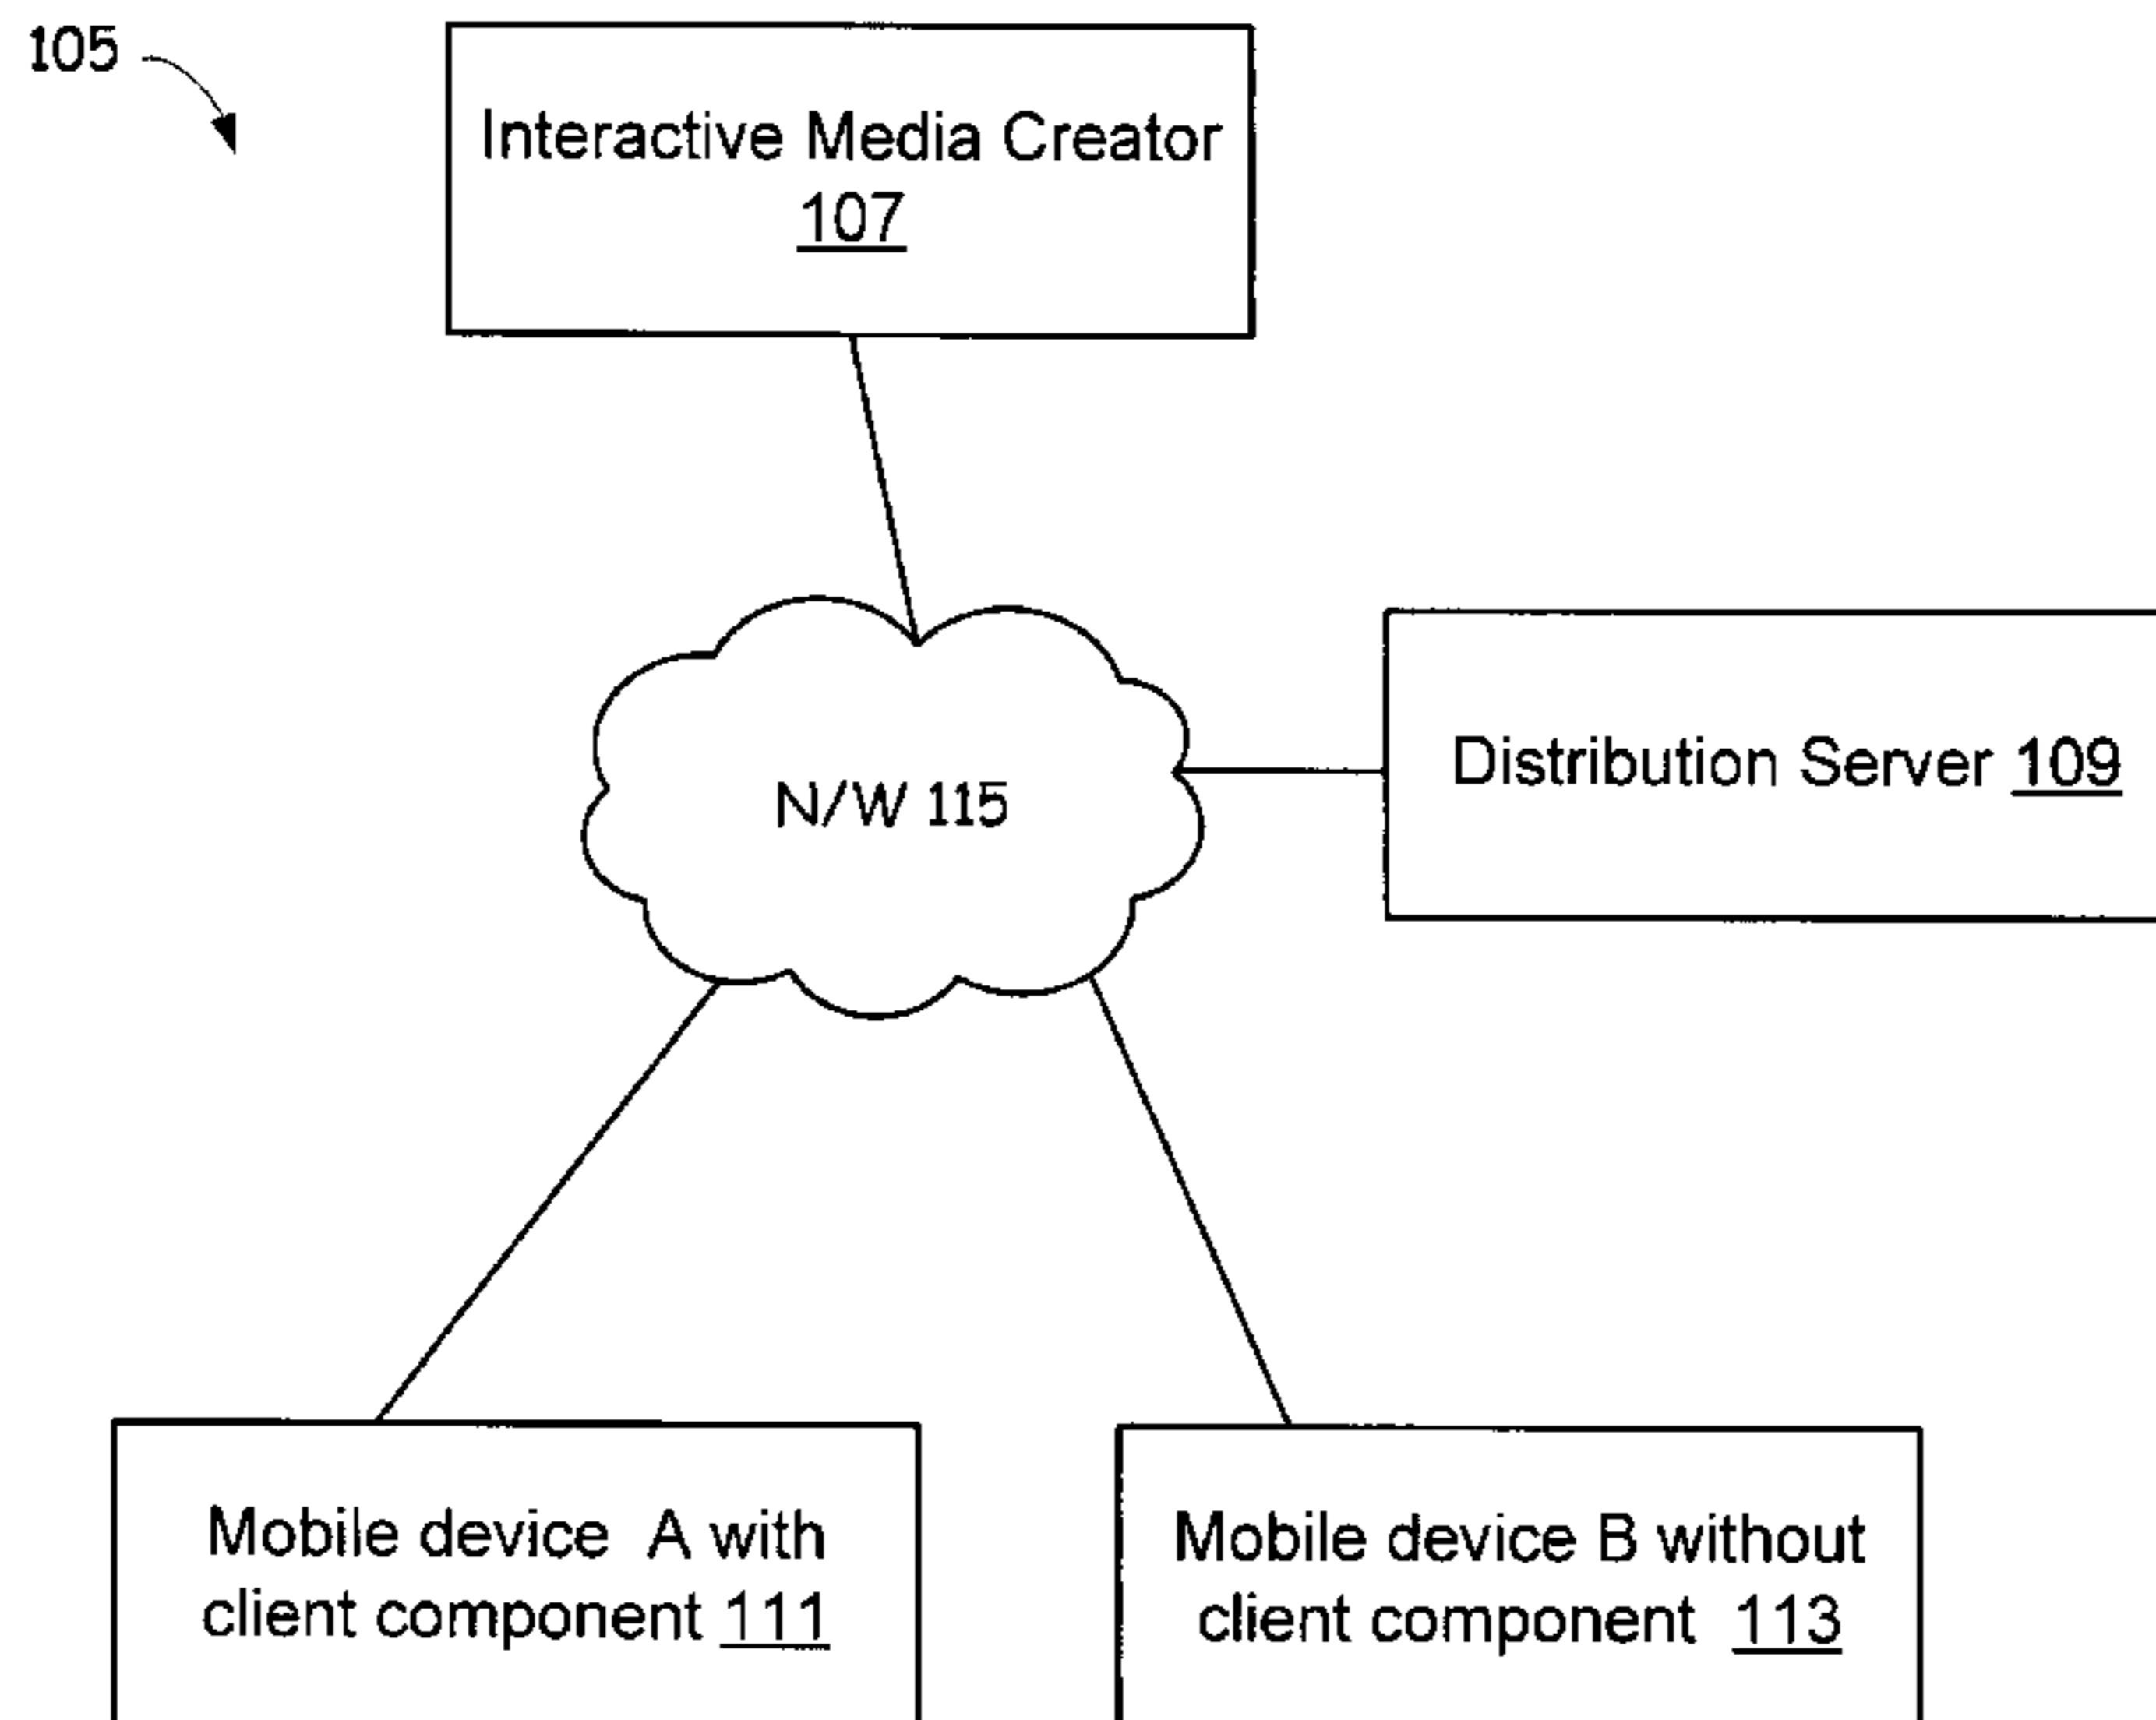 105
Interactive Media Creator
107
N/W 115
Distribution Server 109
Mobile device A with
client component 111
Mobile device B without
client component 113